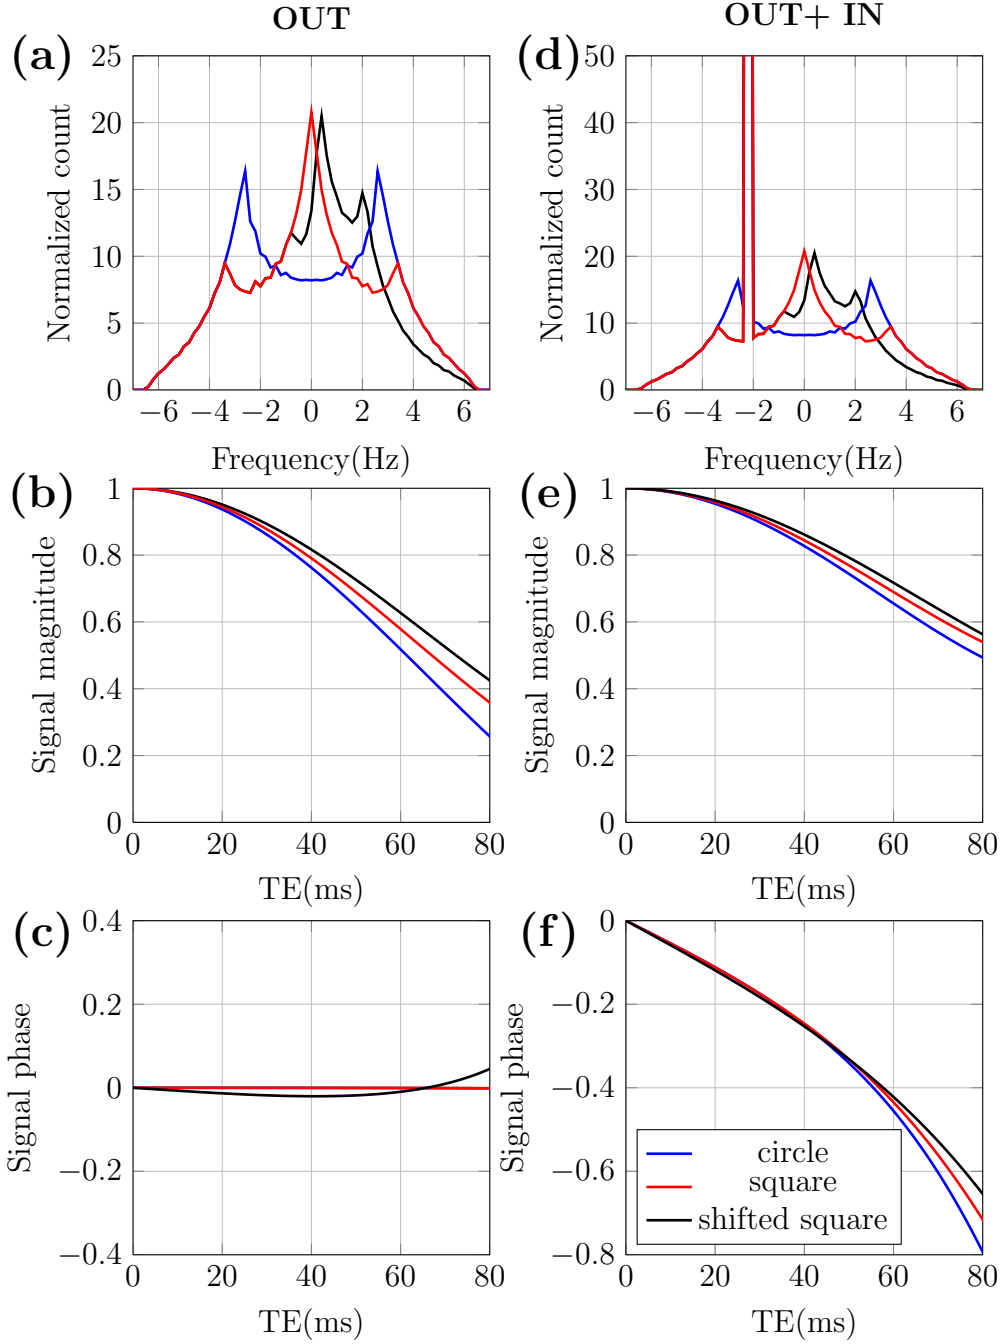 OUT
OUT+ IN
(a)
25
20
15
10
5
0
Normalized count
−6 −4 −2 0 2 4 6
Frequency(Hz)
(d)
50
40
30
20
10
0
Normalized count
−6 −4 −2 0 2 4 6
Frequency(Hz)
(b)
1
0.8
0.6
0.4
0.2
0
Signal magnitude
0 20 40 60 80
TE(ms)
(e)
1
0.8
0.6
0.4
0.2
0
Signal magnitude
0 20 40 60 80
TE(ms)
(c)
0.4
0.2
0
−0.2
−0.4
Signal phase
0 20 40 60 80
TE(ms)
(f)
0
−0.2
−0.4
−0.6
−0.8
Signal phase
circle
square
shifted square
0 20 40 60 80
TE(ms)